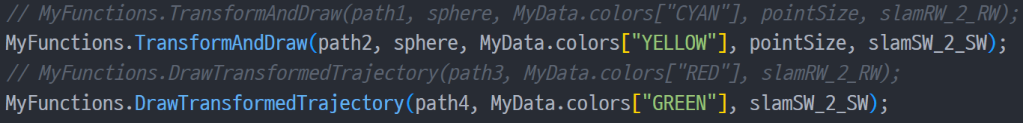 // MyFunctions.TransformAndDraw(path1, sphere, MyData.colors["CYAN"], pointSize, slamRW_2_RW);
MyFunctions.TransformAndDraw(path2, sphere, MyData.colors["YELLOW"], pointSize, slamSW_2_SW);
// MyFunctions.DrawTransformedTrajectory(path3, MyData.colors["RED"], slamRW_2_RW);
MyFunctions.DrawTransformedTrajectory(path4, MyData.colors["GREEN"], slamSW_2_SW);